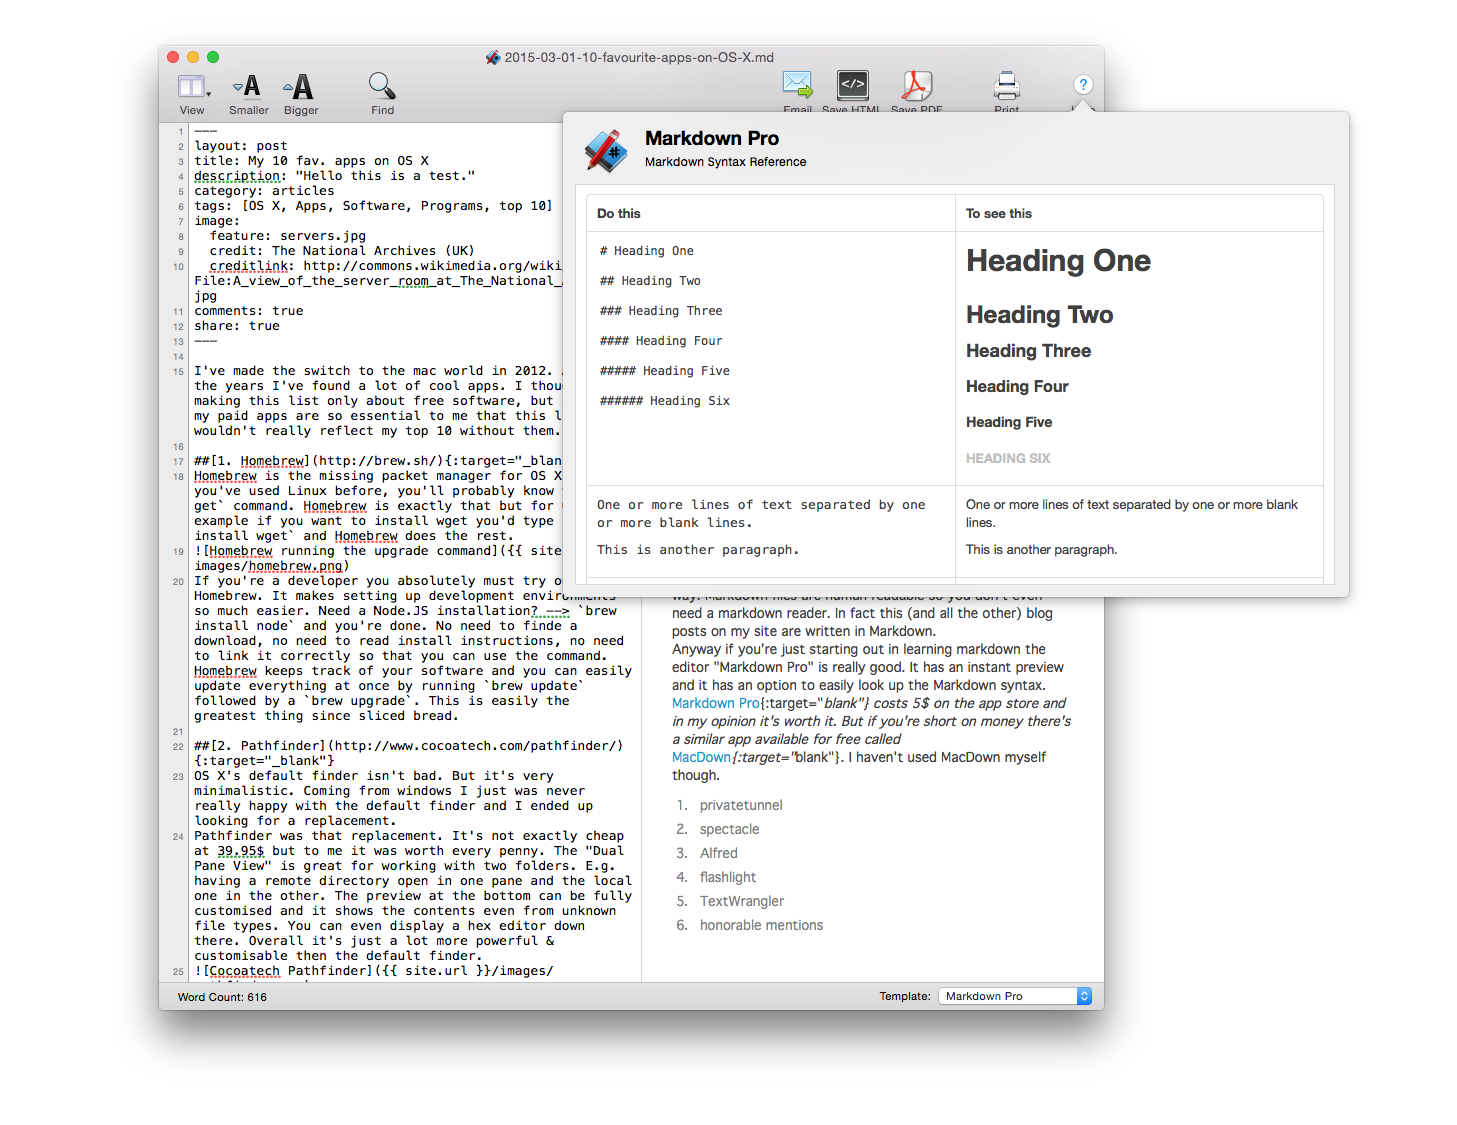 2015-03-01-10-favourite-apps-on-OS-X.md
View
Smaller
Bigger
Find
Email
Save HTML
Save PDF
Print
?
1 ---
2 layout: post
3 title: My 10 fav. apps on OS X
4 description: "Hello this is a test."
5 category: articles
6 tags: [OS X, Apps, Software, Programs, top 10]
7 image:
8 feature: servers.jpg
9 credit: The National Archives (UK)
10 creditlink: http://commons.wikimedia.org/wiki/
File:A_view_of_the_server_room_at_The_National_
jpg
11 comments: true
12 share: true
13 ---
14
15 I've made the switch to the mac world in 2012.
the years I've found a lot of cool apps. I thou
making this list only about free software, but
my paid apps are so essential to me that this l
wouldn't really reflect my top 10 without them.
16
17 ##[1. Homebrew](http://brew.sh/){:target="_blan
18 Homebrew is the missing packet manager for OS X
you've used Linux before, you'll probably know
get` command. Homebrew is exactly that but for
example if you want to install wget you'd type
install wget` and Homebrew does the rest.
19 ![Homebrew running the upgrade command]({{ site
images/homebrew.png)
20 If you're a developer you absolutely must try o
Homebrew. It makes setting up development environments
so much easier. Need a Node.JS installation? --> `brew
install node` and you're done. No need to finde a
download, no need to read install instructions, no need
to link it correctly so that you can use the command.
Homebrew keeps track of your software and you can easily
update everything at once by running `brew update`
followed by a `brew upgrade`. This is easily the
greatest thing since sliced bread.
21
22 ##[2. Pathfinder](http://www.cocoatech.com/pathfinder/)
{:target="_blank"}
23 OS X's default finder isn't bad. But it's very
minimalistic. Coming from windows I just was never
really happy with the default finder and I ended up
looking for a replacement.
24 Pathfinder was that replacement. It's not exactly cheap
at 39.95$ but to me it was worth every penny. The "Dual
Pane View" is great for working with two folders. E.g.
having a remote directory open in one pane and the local
one in the other. The preview at the bottom can be fully
customised and it shows the contents even from unknown
file types. You can even display a hex editor down
there. Overall it's just a lot more powerful &
customisable then the default finder.
25 ![Cocoatech Pathfinder]({{ site.url }}/images/
Markdown Pro
Markdown Syntax Reference
Do this
To see this
# Heading One
## Heading Two
### Heading Three
#### Heading Four
##### Heading Five
###### Heading Six
Heading One
Heading Two
Heading Three
Heading Four
Heading Five
HEADING SIX
One or more lines of text separated by one
or more blank lines.
This is another paragraph.
One or more lines of text separated by one or more blank
lines.
This is another paragraph.
way. Markdown files are human readable so you don't even
need a markdown reader. In fact this (and all the other) blog
posts on my site are written in Markdown.
Anyway if you're just starting out in learning markdown the
editor "Markdown Pro" is really good. It has an instant preview
and it has an option to easily look up the Markdown syntax.
Markdown Pro{:target="blank"} costs 5$ on the app store and
in my opinion it's worth it. But if you're short on money there's
a similar app available for free called
MacDown{:target="blank"}. I haven't used MacDown myself
though.
1. privatetunnel
2. spectacle
3. Alfred
4. flashlight
5. TextWrangler
6. honorable mentions
Word Count: 616
Template: Markdown Pro